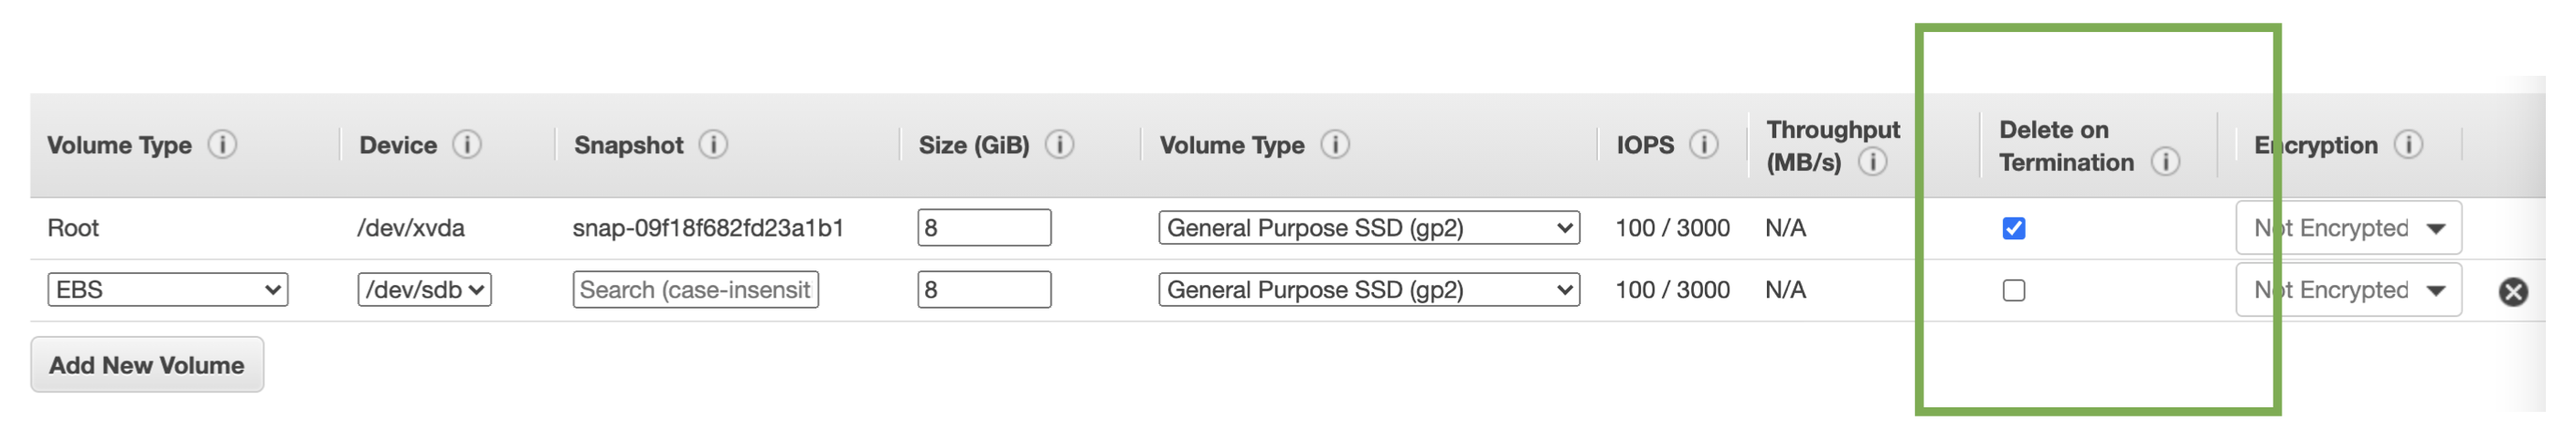 Volume Type
Device
Snapshot
Size (GiB)
Volume Type
IOPS
Throughput
(MB/s)
Delete on
Termination
Encryption
Root
/dev/xvda
snap-09f18f682fd23a1b1
8
General Purpose SSD (gp2)
100 / 3000
N/A
Not Encrypted
EBS
/dev/sdb
Search (case-insensit
8
General Purpose SSD (gp2)
100 / 3000
N/A
Not Encrypted
Add New Volume